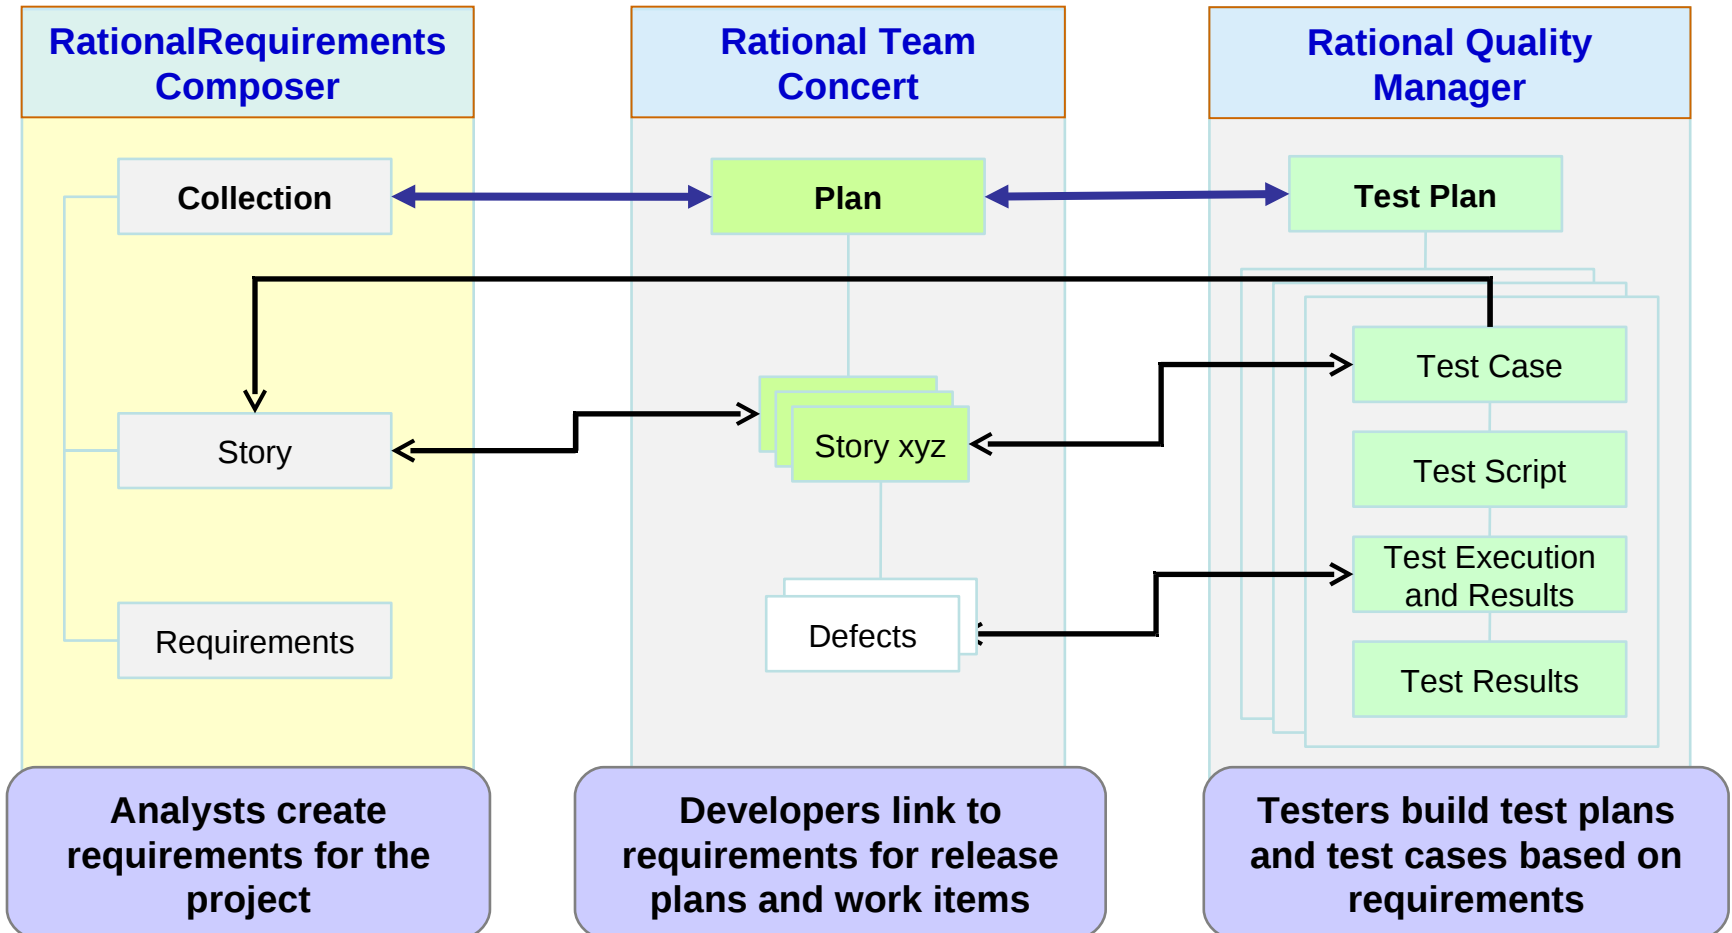 RationalRequirements
Composer
Rational Team
Concert
Rational Quality
Manager
Collection
Plan
Test Plan
Test Case
Story
Story xyz
Test Script
Test Execution
and Results
Requirements
Defects
Test Results
Analysts create
requirements for the
project
Developers link to
requirements for release
plans and work items
Testers build test plans
and test cases based on
requirements